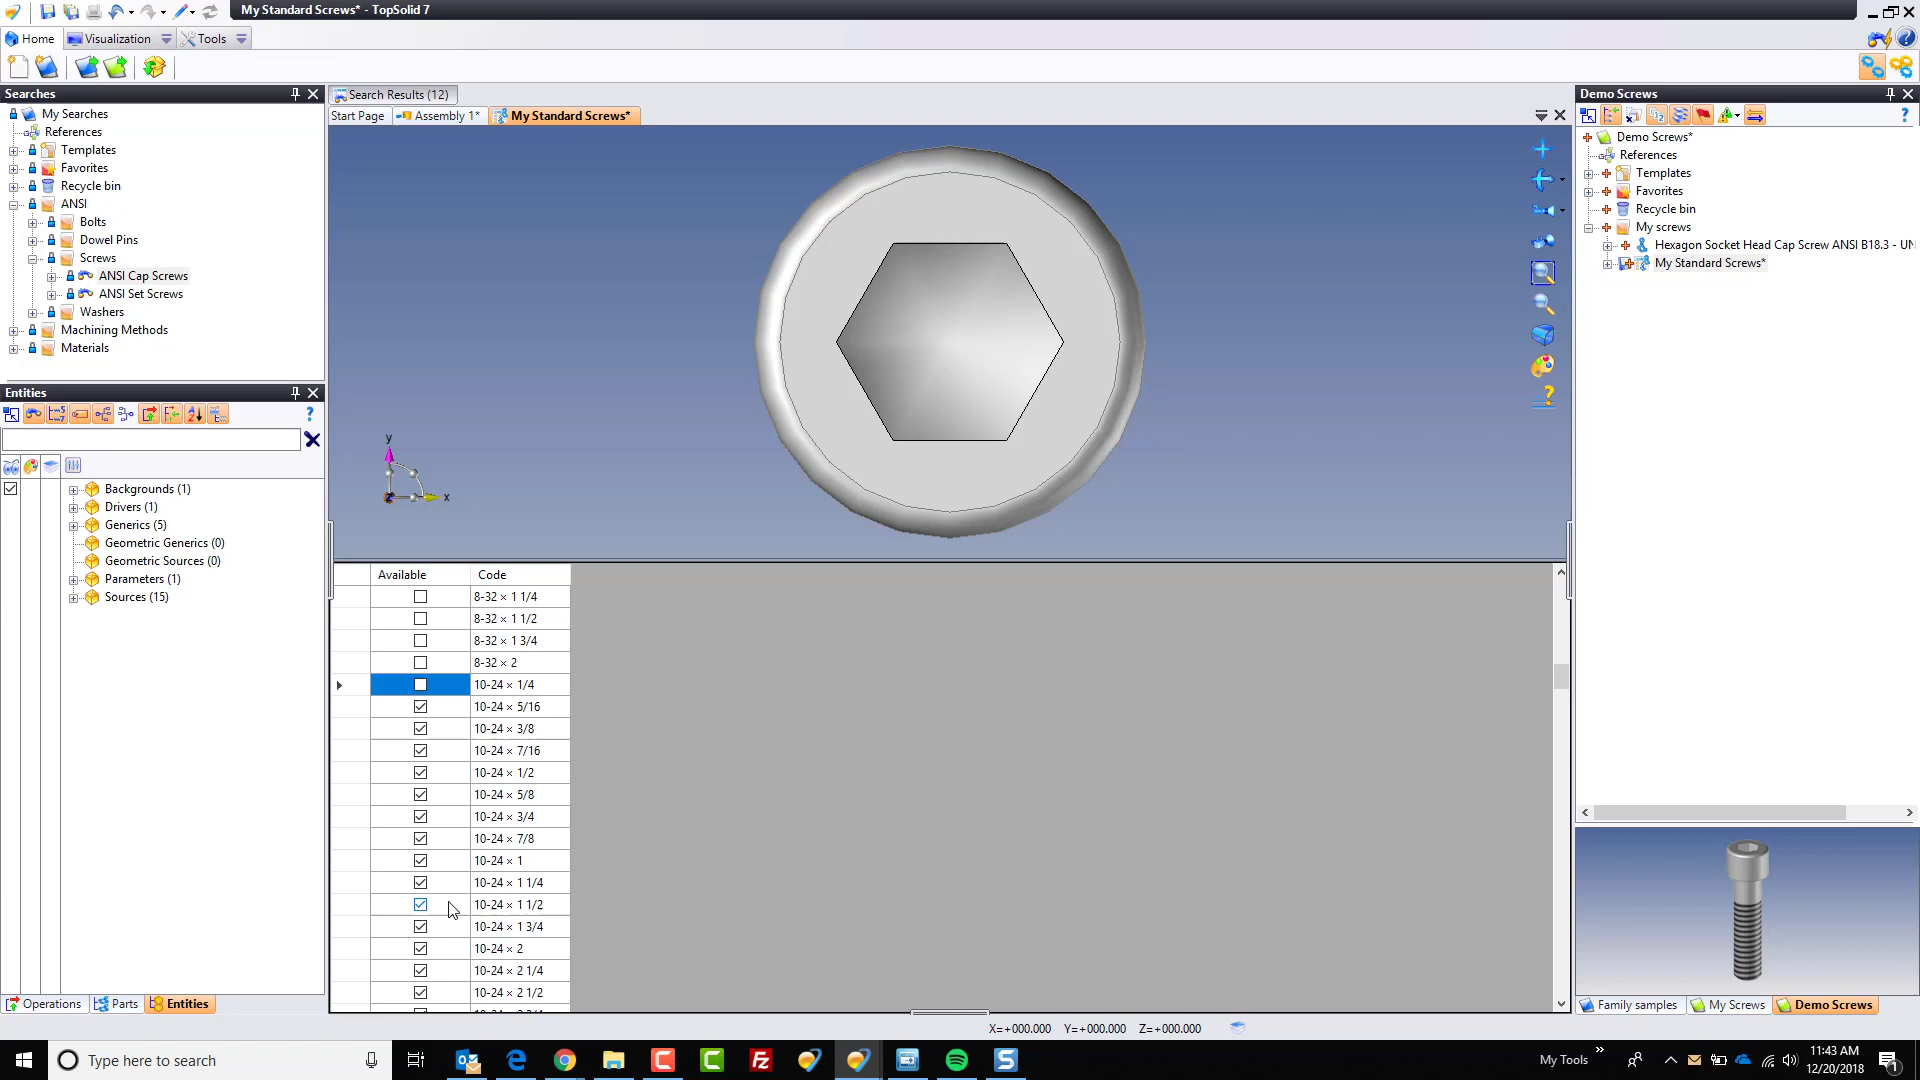 My Standard Screws* - TopSolid 7
Home
Visualization
Tools
Searches
My Searches
References
Templates
Favorites
Recycle bin
ANSI
Bolts
Dowel Pins
Screws
ANSI Cap Screws
ANSI Set Screws
Washers
Machining Methods
Materials
Entities
Backgrounds (1)
Drivers (1)
Generics (5)
Geometric Generics (0)
Geometric Sources (0)
Parameters (1)
Sources (15)
Operations
Parts
Entities
Search Results (12)
Start Page
Assembly 1*
My Standard Screws*
y
x
Available Code
8-32 × 1 1/4
8-32 × 1 1/2
8-32 × 1 3/4
8-32 × 2
10-24 × 1/4
10-24 × 5/16
10-24 × 3/8
10-24 × 7/16
10-24 × 1/2
10-24 × 5/8
10-24 × 3/4
10-24 × 7/8
10-24 × 1
10-24 × 1 1/4
10-24 × 1 1/2
10-24 × 1 3/4
10-24 × 2
10-24 × 2 1/4
10-24 × 2 1/2
Demo Screws
Demo Screws*
References
Templates
Favorites
Recycle bin
My screws
Hexagon Socket Head Cap Screw ANSI B18.3 - UN
My Standard Screws*
Family samples
My Screws
Demo Screws
X=+000.000 Y=+000.000 Z=+000.000
Type here to search
My Tools
11:43 AM
12/20/2018